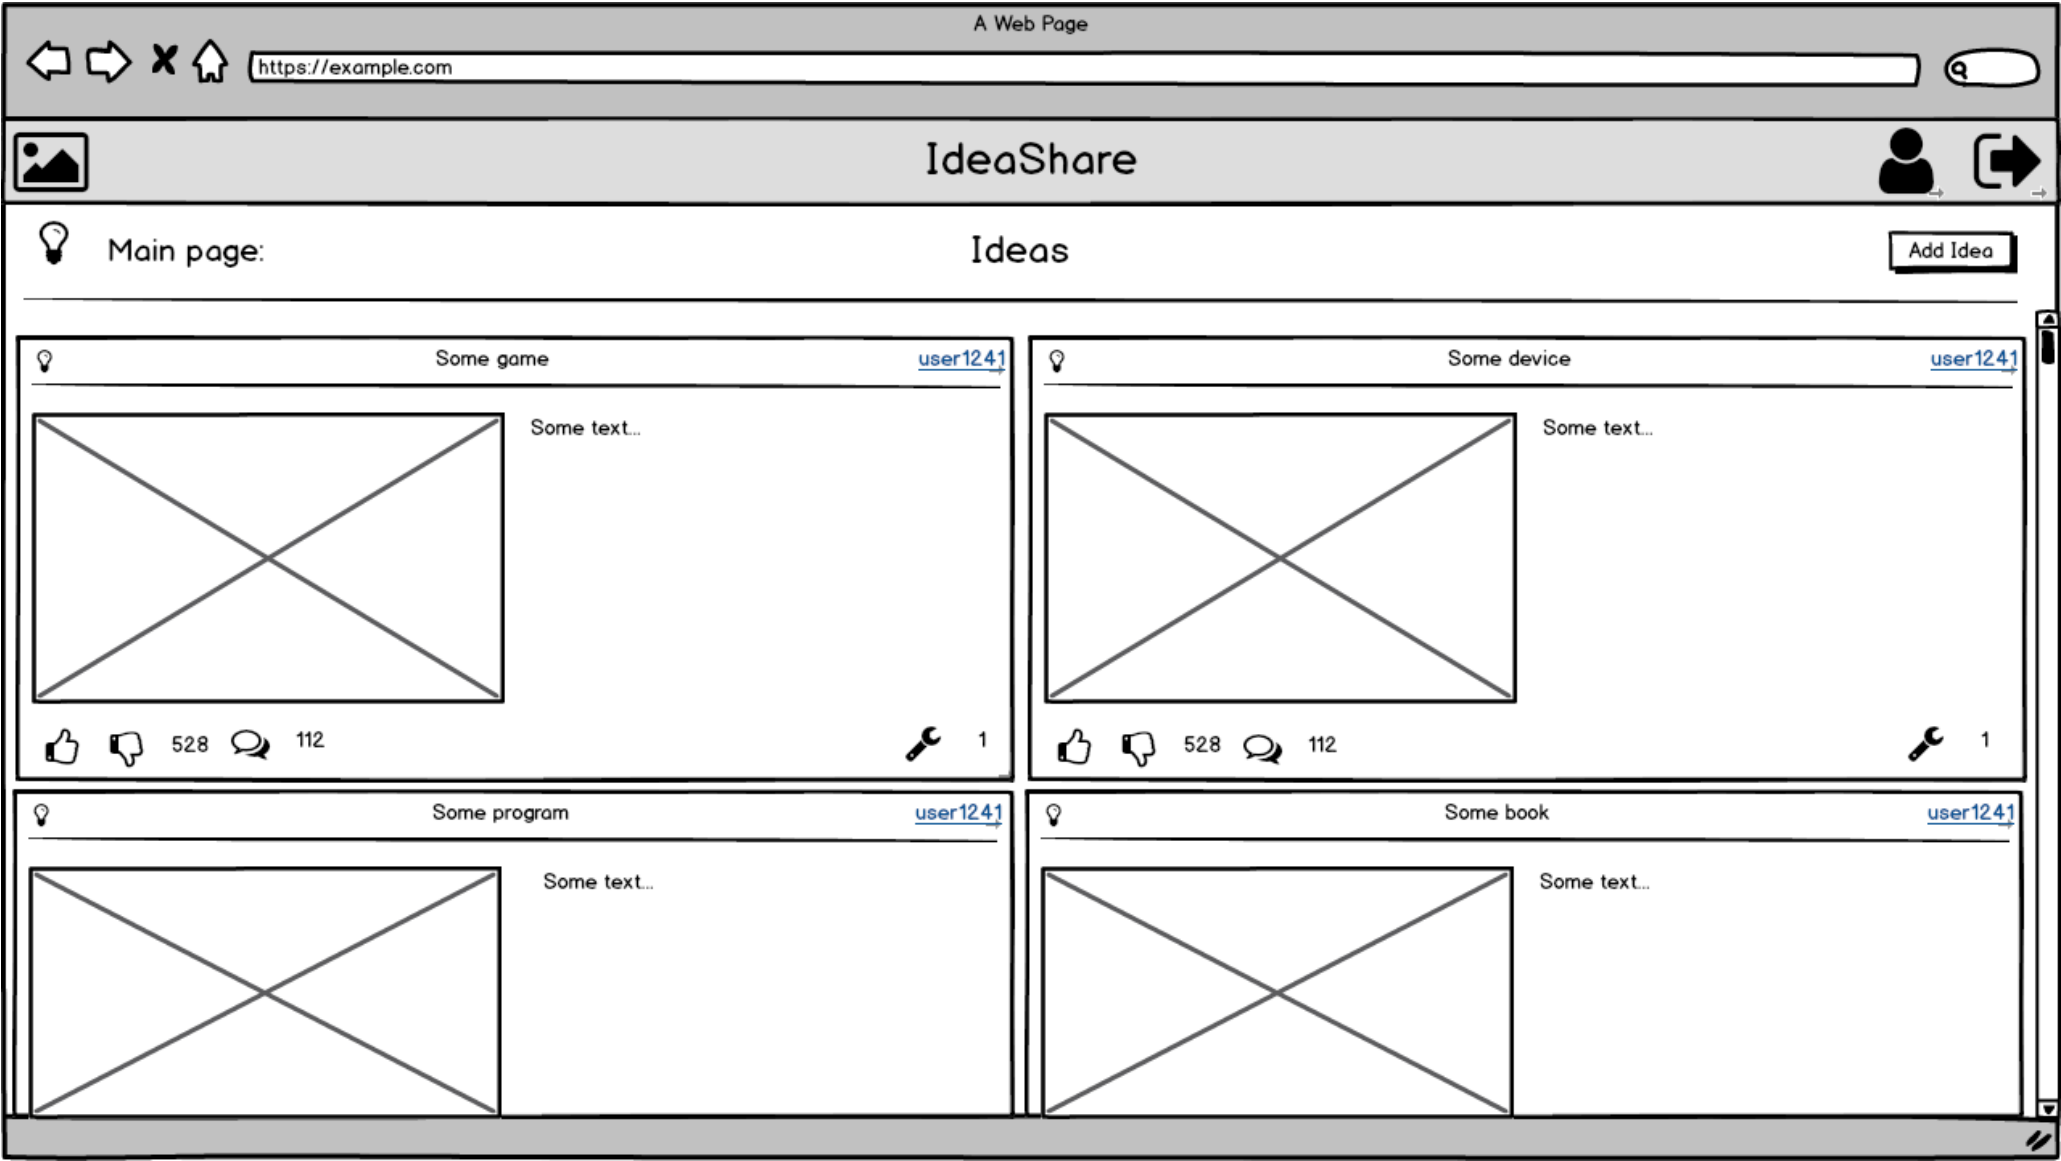 A Web Page
https://example.com
IdeaShare
Main page:
Ideas
Add Idea
Some game
user1241
Some text...
528
112
1
Some device
user1241
Some text...
528
112
1
Some program
user1241
Some text...
Some book
user1241
Some text...